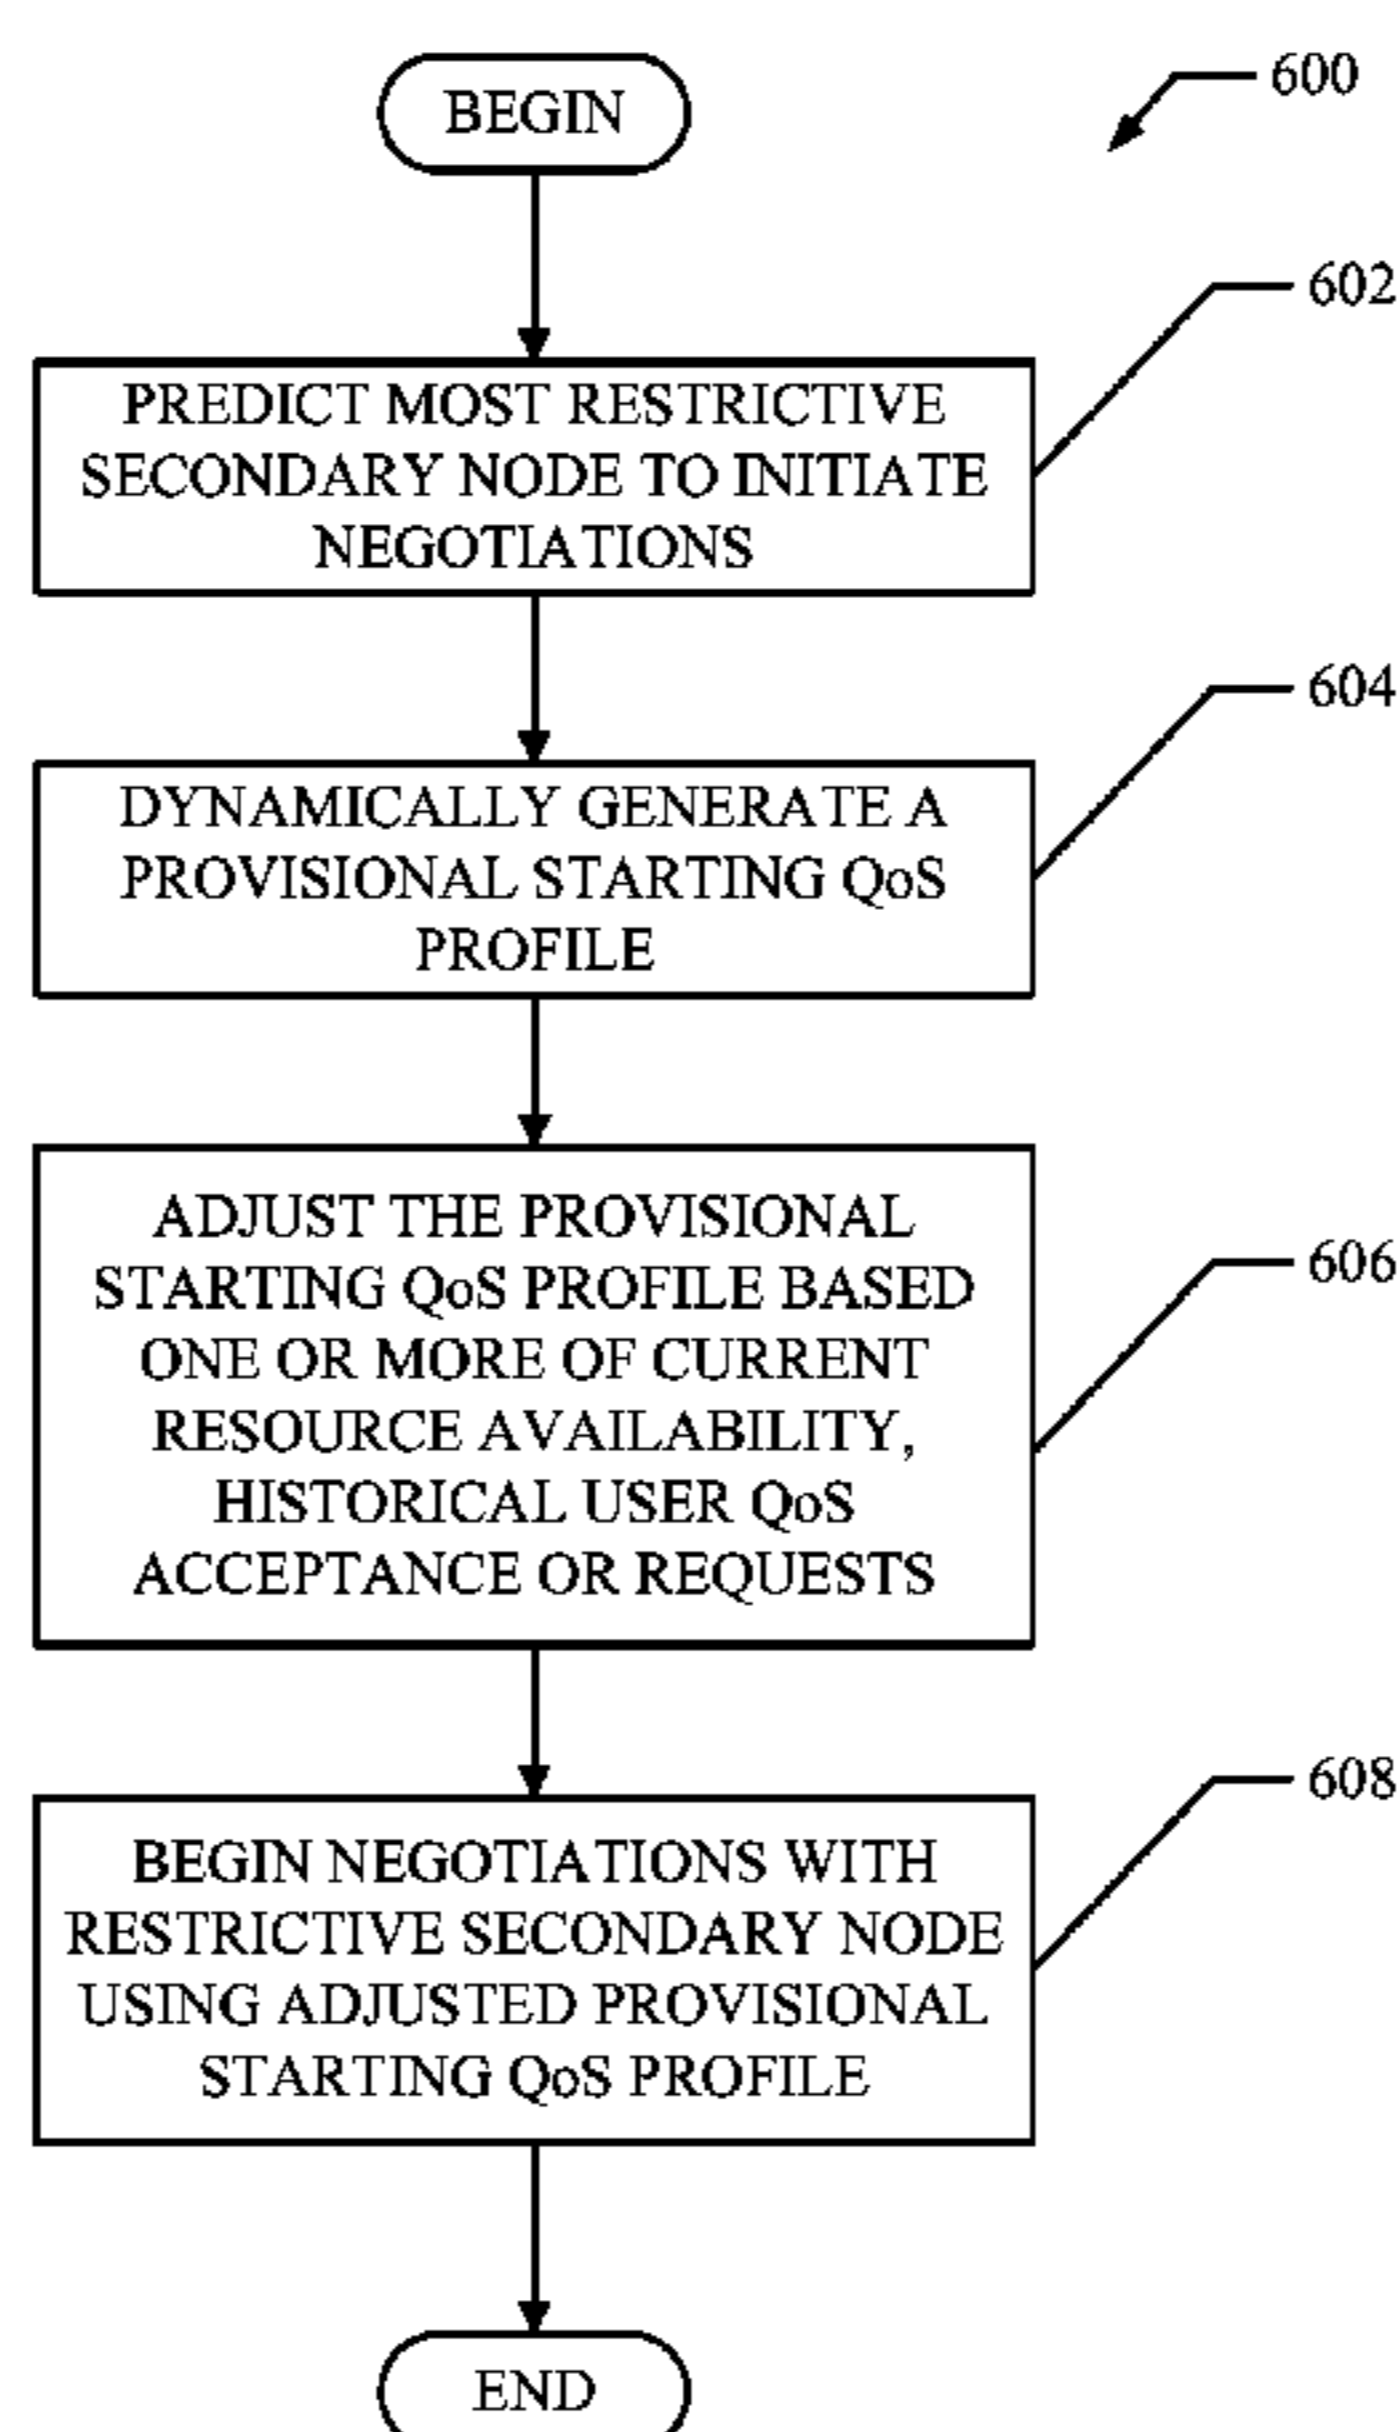 BEGIN
600
602
PREDICT MOST RESTRICTIVE
SECONDARY NODE TO INITIATE
NEGOTIATIONS
604
DYNAMICALLY GENERATE A
PROVISIONAL STARTING QoS
PROFILE
606
ADJUST THE PROVISIONAL
STARTING QoS PROFILE BASED
ONE OR MORE OF CURRENT
RESOURCE AVAILABILITY,
HISTORICAL USER QoS
ACCEPTANCE OR REQUESTS
608
BEGIN NEGOTIATIONS WITH
RESTRICTIVE SECONDARY NODE
USING ADJUSTED PROVISIONAL
STARTING QoS PROFILE
END